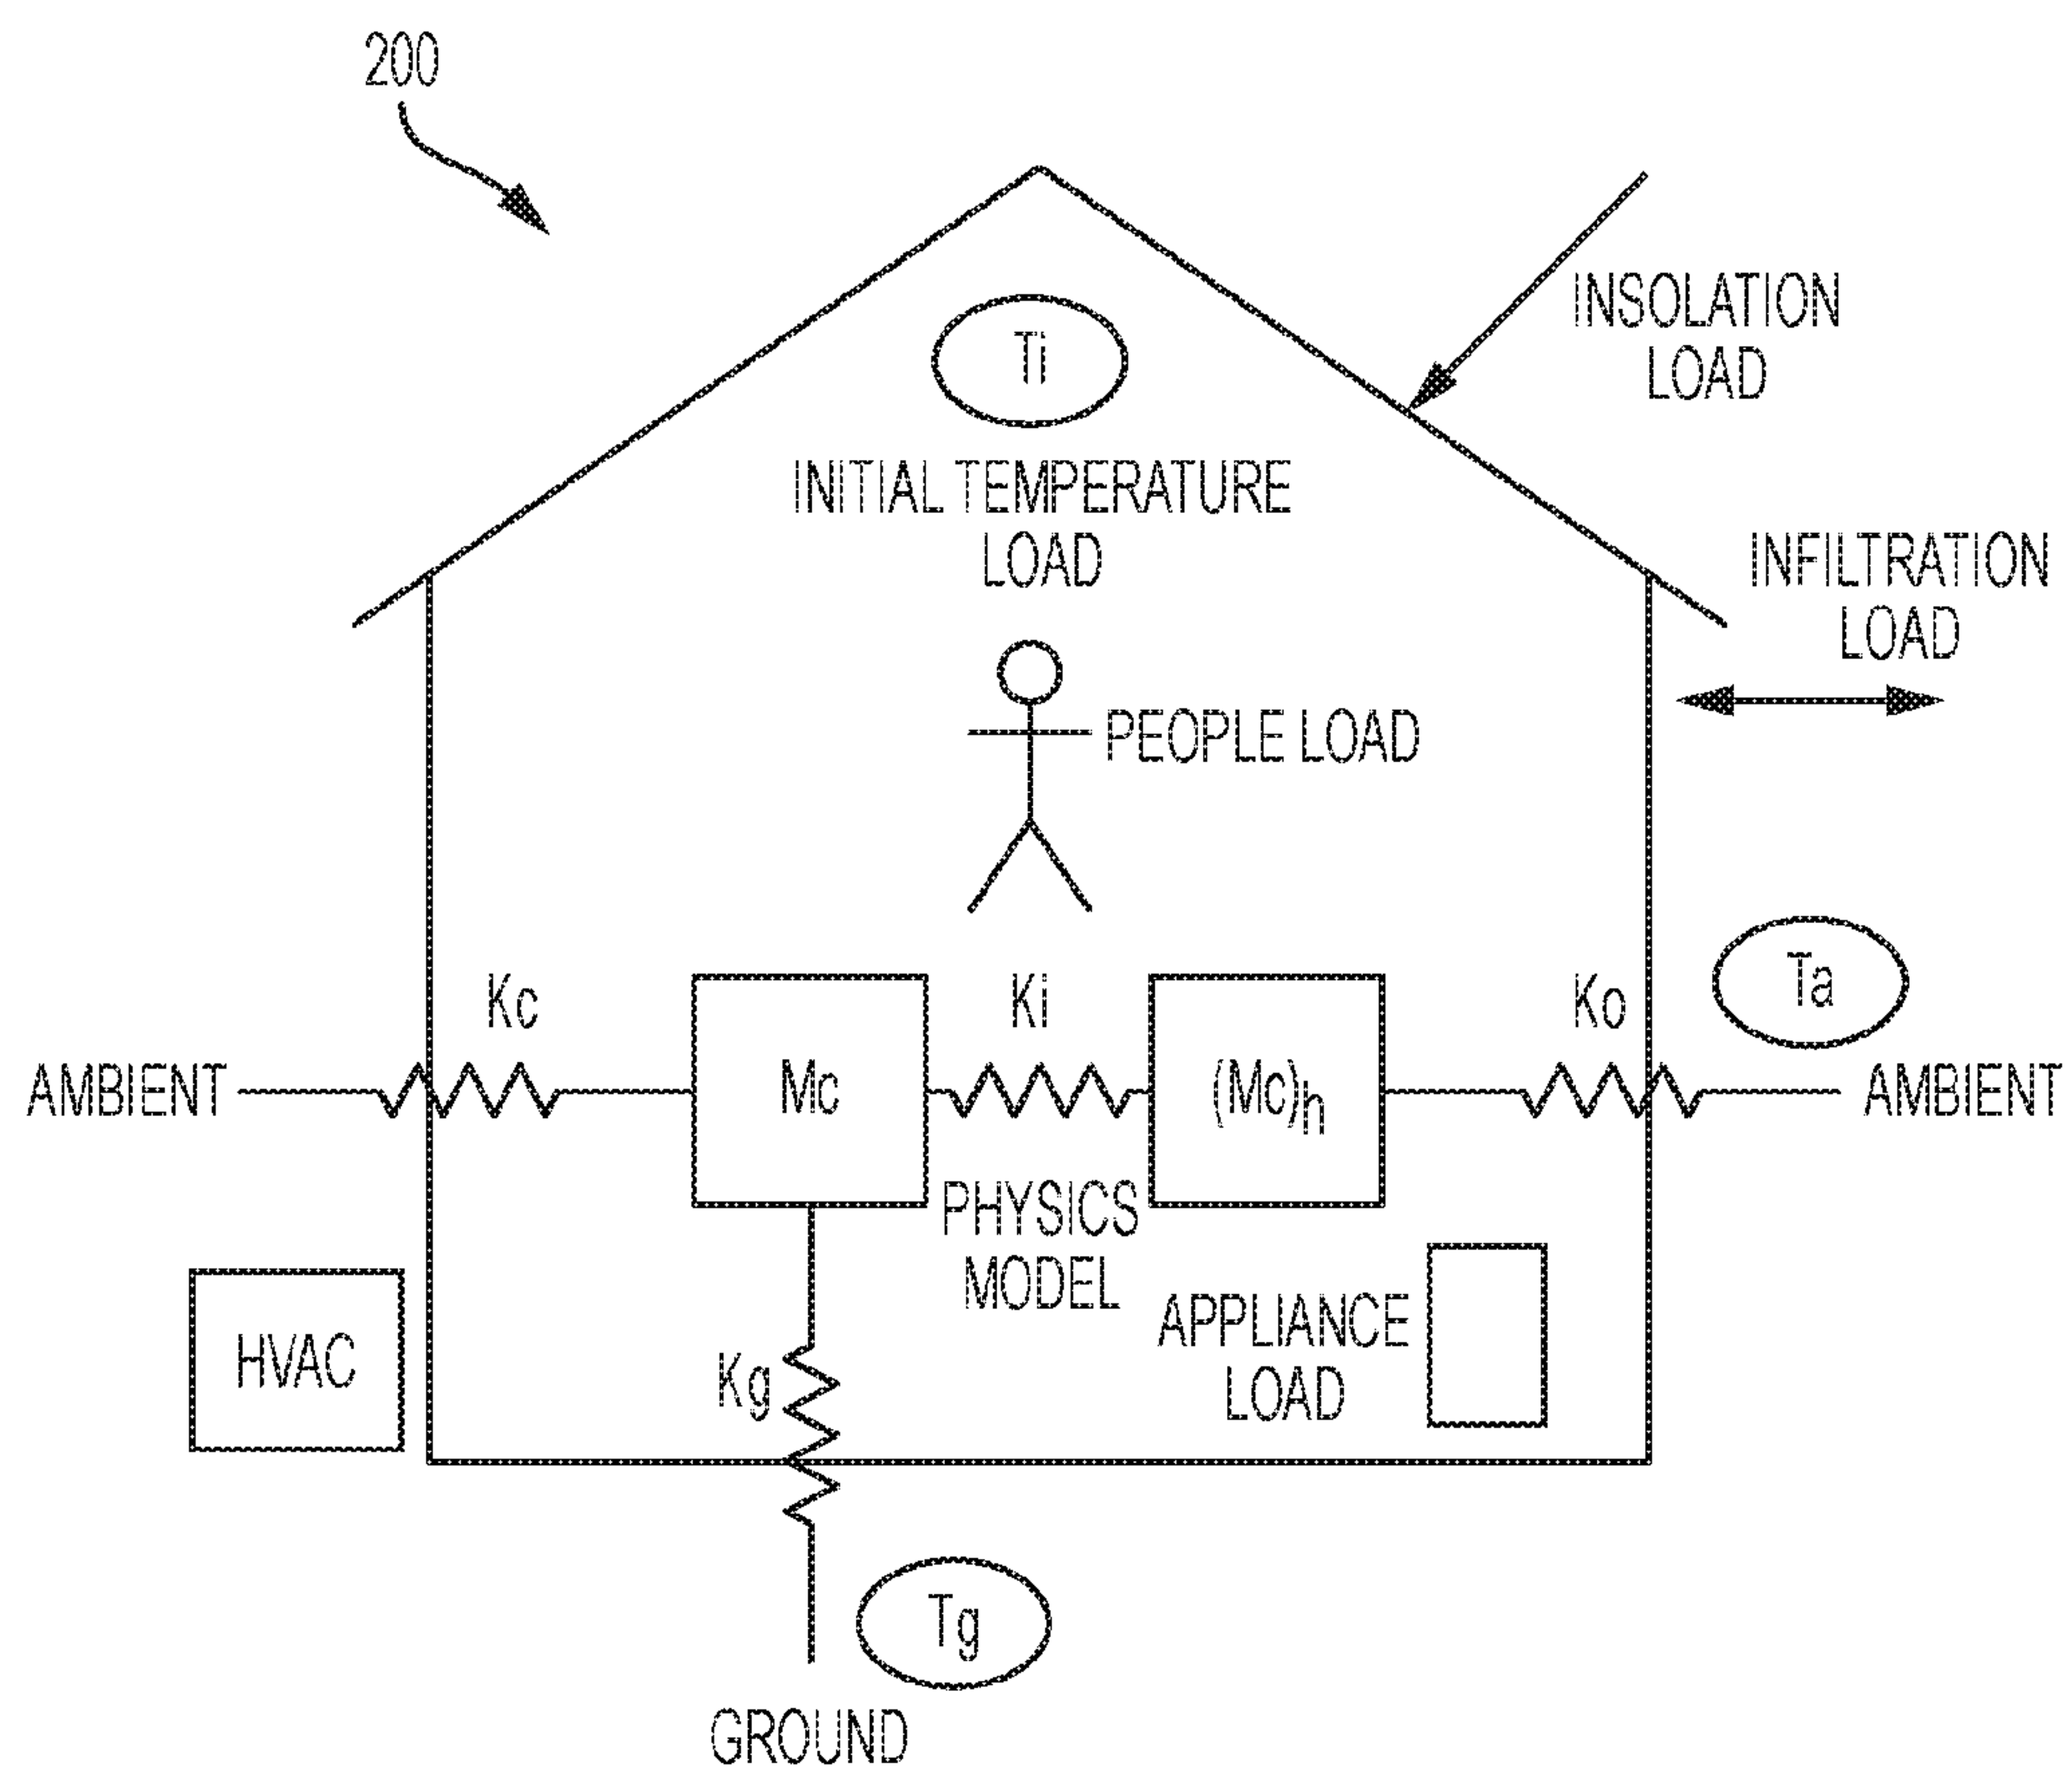 200
INSOLATION
LOAD
Ti
INITIAL TEMPERATURE
LOAD
INFILTRATION
LOAD
PEOPLE LOAD
Ta
Kc
Ki
Ko
AMBIENT
Mc
(Mc)h
AMBIENT
PHYSICS
MODEL
HVAC
Kg
APPLIANCE
LOAD
Tg
GROUND